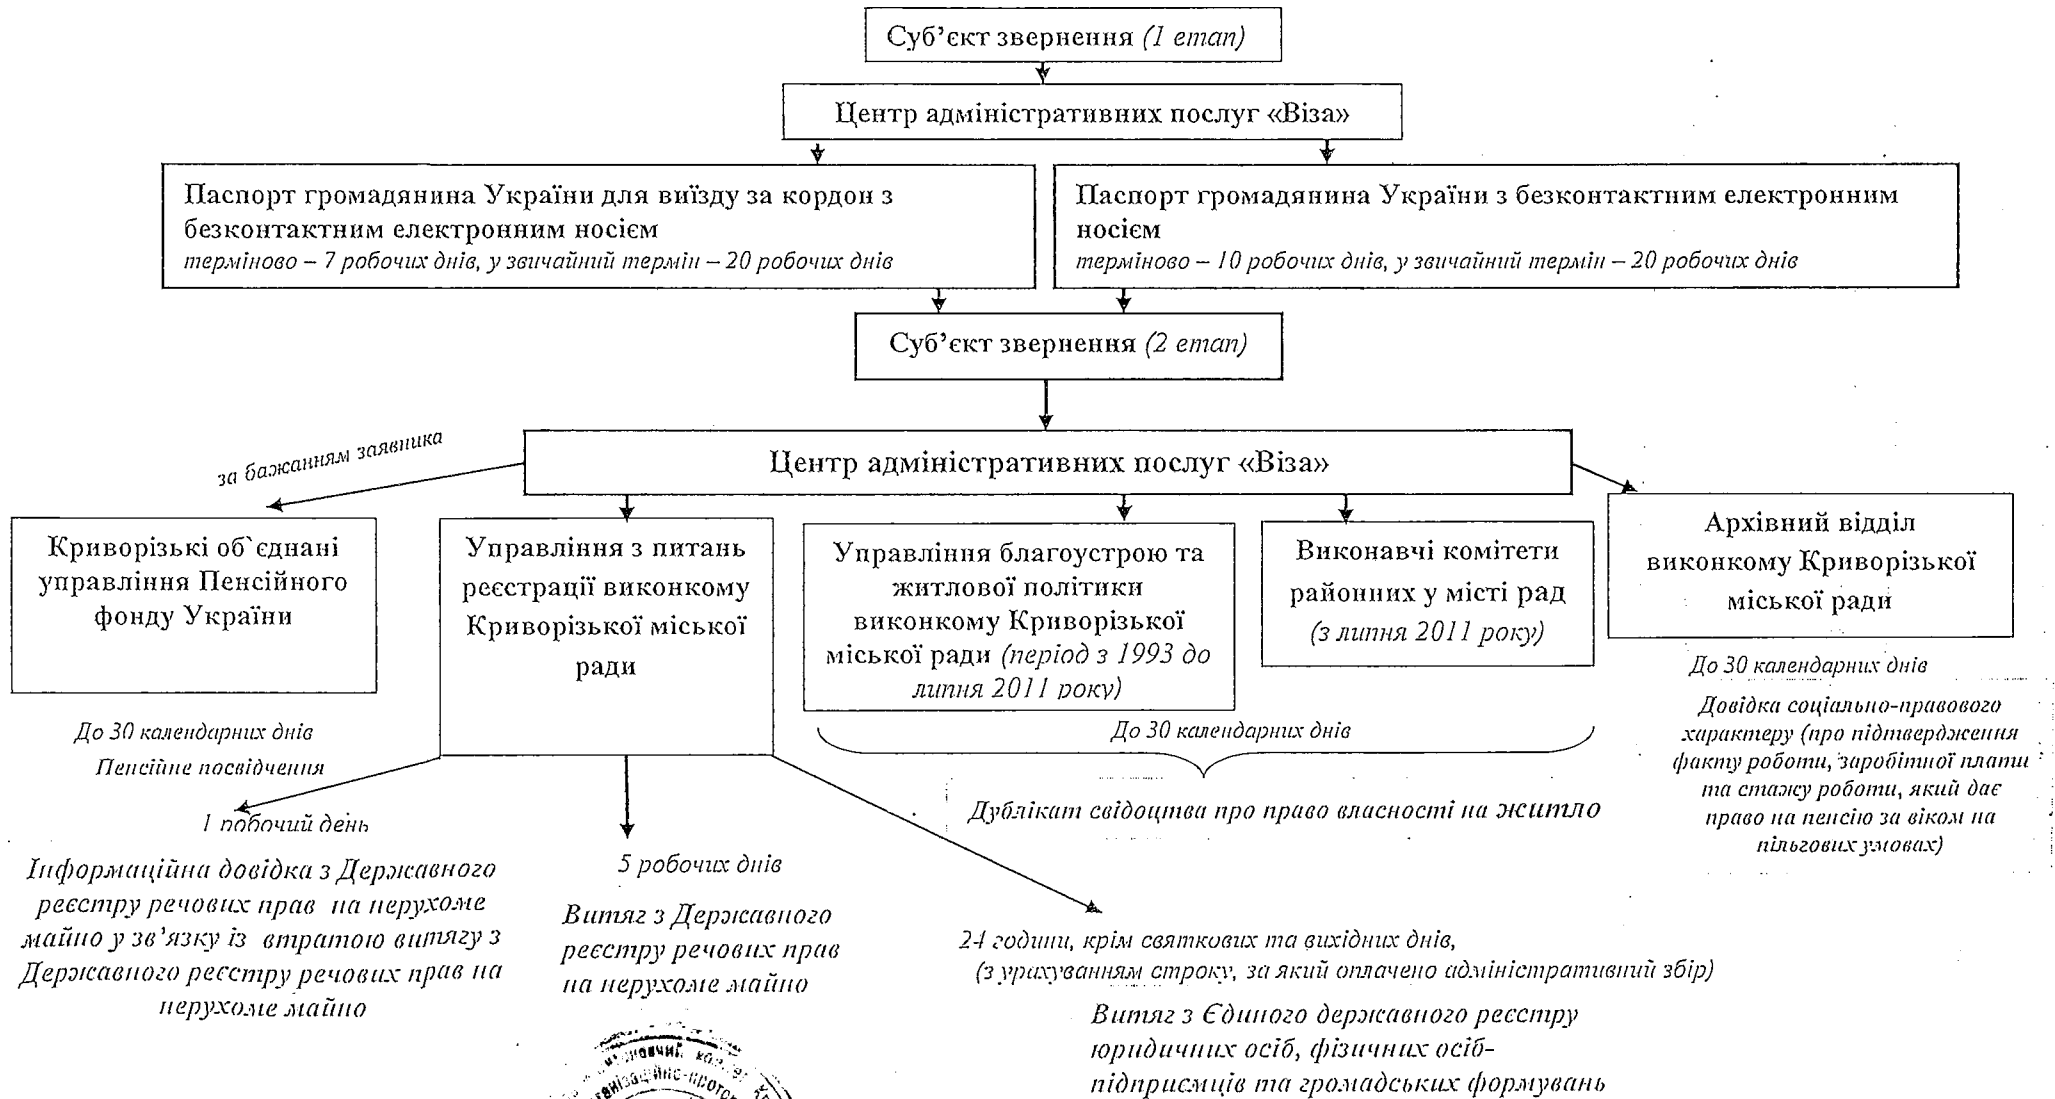 Суб’єкт звернення (1 етап)
Центр адміністративних послуг «Віза»
Паспорт громадянина України для виїзду за кордон з
безконтактним електронним носієм
терміново – 7 робочих днів, у звичайний термін – 20 робочих днів
Паспорт громадянина України з безконтактним електронним
носієм
терміново – 10 робочих днів, у звичайний термін – 20 робочих днів
Суб’єкт звернення (2 етап)
за бажанням заявника
Центр адміністративних послуг «Віза»
Криворізькі об`єднані
управління Пенсійного
фонду України
До 30 календарних днів
Пенсійне посвідчення
Управління з питань
реєстрації виконкому
Криворізької міської
ради
Управління благоустрою та
житлової політики
виконкому Криворізької
міської ради (період з 1993 до
липня 2011 року)
Виконавчі комітети
районних у місті рад
(з липня 2011 року)
До 30 календарних днів
Дублікат свідоцтва про право власності на житло
Архівний відділ
виконкому Криворізької
міської ради
До 30 календарних днів
Довідка соціально-правового
характеру (про підтвердження
факту роботи, заробітної плати
та стажу роботи, який дає
право на пенсію за віком на
пільгових умовах)
1 робочий день
Інформаційна довідка з Державного
реєстру речових прав на нерухоме
майно у зв’язку із втратою витягу з
Державного реєстру речових прав на
нерухоме майно
5 робочих днів
Витяг з Державного
реєстру речових прав
на нерухоме майно
24 години, крім святкових та вихідних днів,
(з урахуванням строку, за який оплачено адміністративний збір)
Витяг з Єдиного державного реєстру
юридичних осіб, фізичних осіб-
підприємців та громадських формувань